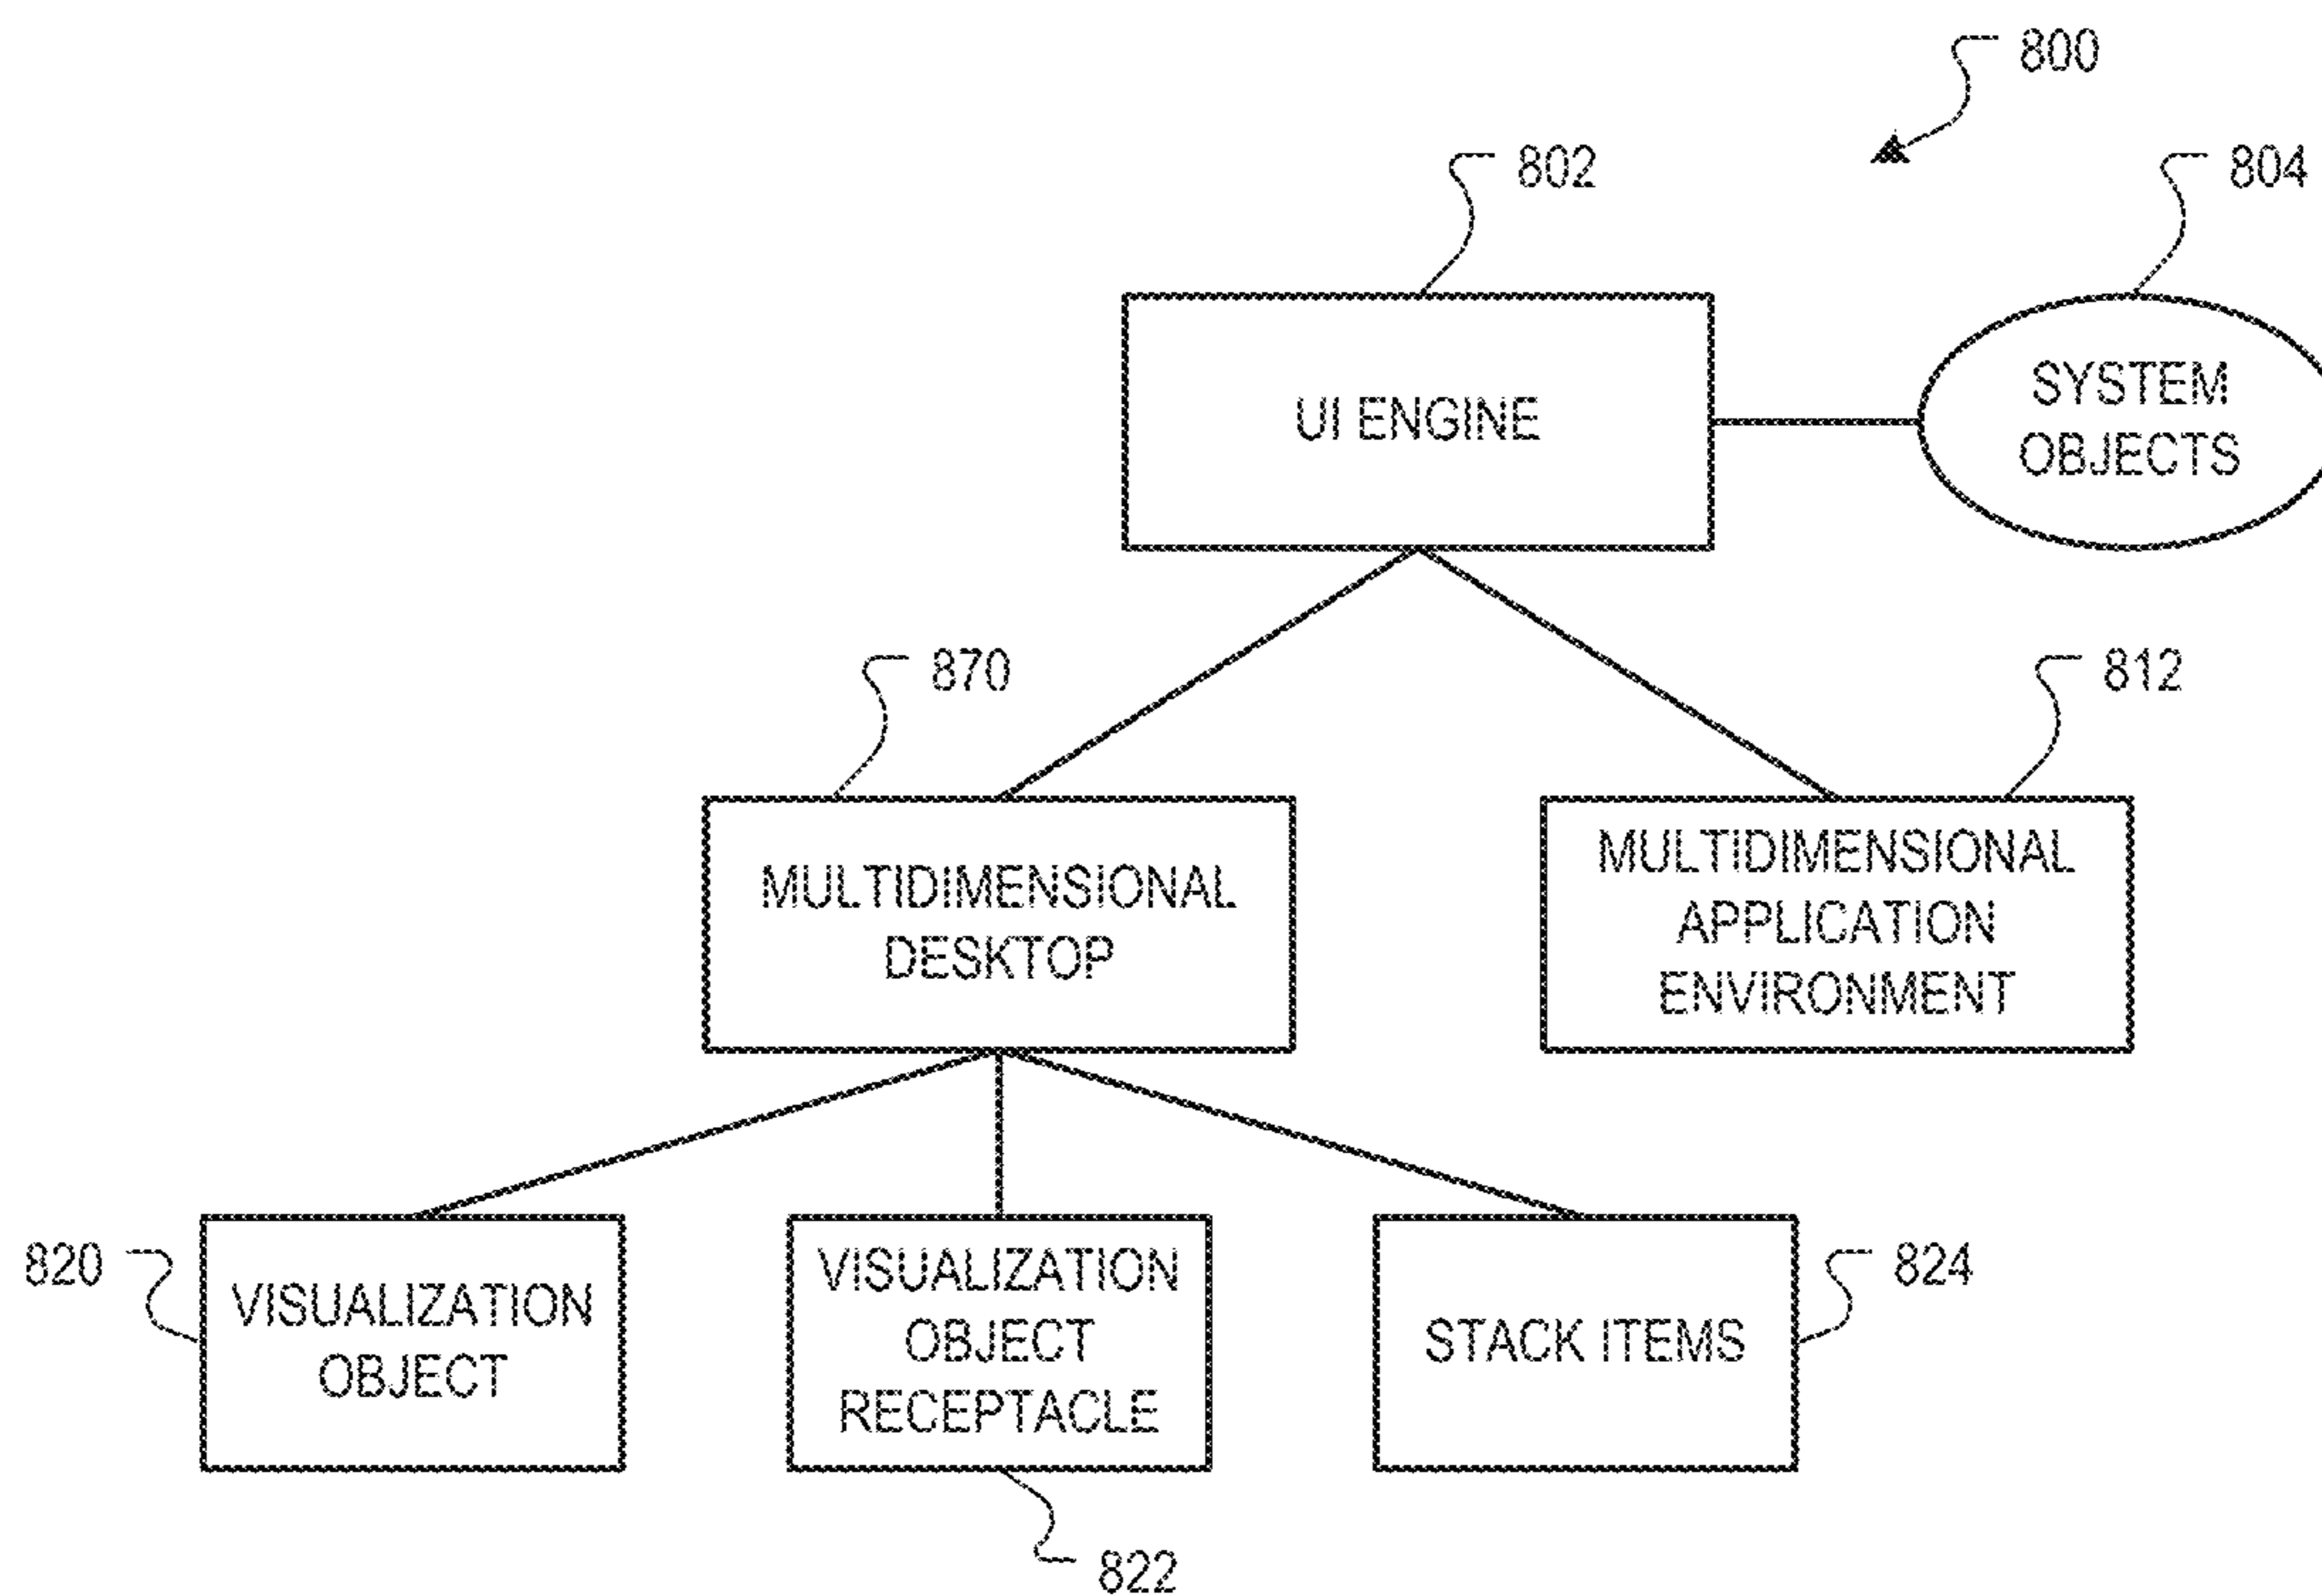 800
802
804
UI ENGINE
SYSTEM
OBJECTS
870
812
MULTIDIMENSIONAL
DESKTOP
MULTIDIMENSIONAL
APPLICATION
ENVIRONMENT
820
VISUALIZATION
OBJECT
VISUALIZATION
OBJECT
RECEPTACLE
STACK ITEMS
824
822